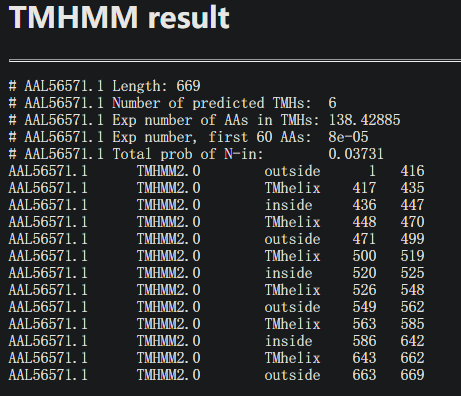 TMHMM result
# AAL56571.1 Length: 669
# AAL56571.1 Number of predicted TMHs:  6
# AAL56571.1 Exp number of AAs in TMHs: 138.42885
# AAL56571.1 Exp number, first 60 AAs:  8e-05
# AAL56571.1 Total prob of N-in:        0.03731
AAL56571.1 TMHMM2.0 outside 1 416
AAL56571.1 TMHMM2.0 TMhelix 417 435
AAL56571.1 TMHMM2.0 inside 436 447
AAL56571.1 TMHMM2.0 TMhelix 448 470
AAL56571.1 TMHMM2.0 outside 471 499
AAL56571.1 TMHMM2.0 TMhelix 500 519
AAL56571.1 TMHMM2.0 inside 520 525
AAL56571.1 TMHMM2.0 TMhelix 526 548
AAL56571.1 TMHMM2.0 outside 549 562
AAL56571.1 TMHMM2.0 TMhelix 563 585
AAL56571.1 TMHMM2.0 inside 586 642
AAL56571.1 TMHMM2.0 TMhelix 643 662
AAL56571.1 TMHMM2.0 outside 663 669